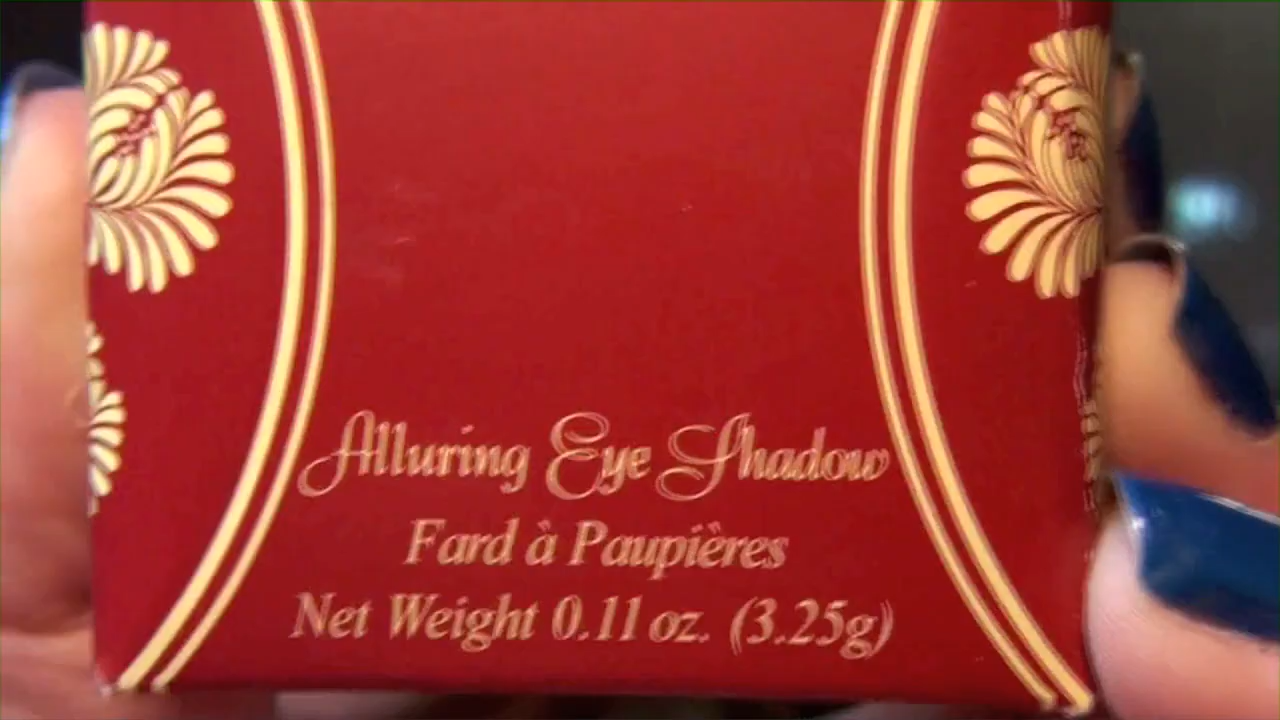 Alluring Eye Shadow
Fard à Paupières
Net Weight 0.11 oz. (3.25g)